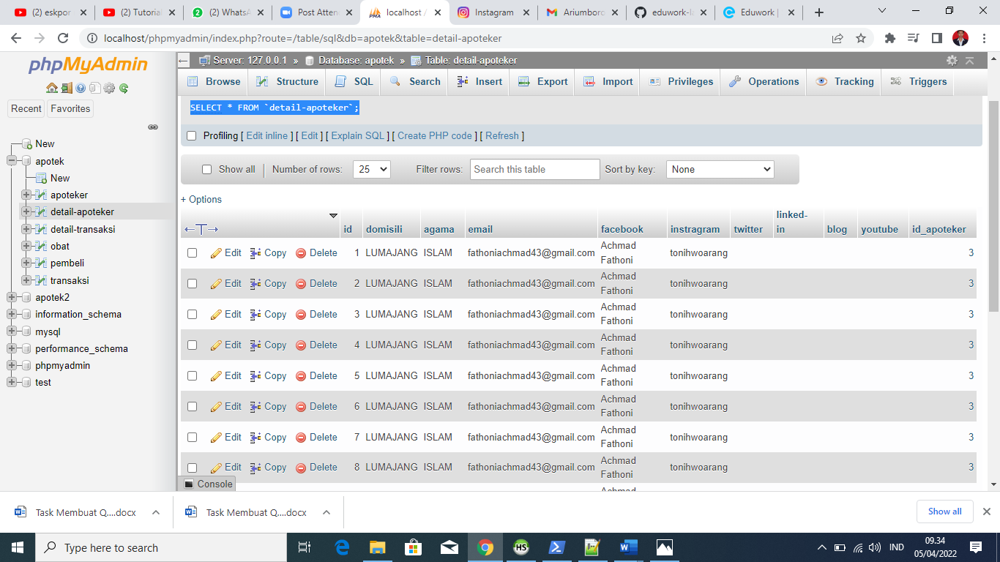 (2) eskpor
(2) Tutorial
(2) WhatsA
Post Atten
localhost /
Instagram
Ariumboro
eduwork-la
Eduwork |
localhost/phpmyadmin/index.php?route=/table/sql&db=apotek&table=detail-apoteker
phpMyAdmin
Recent Favorites
New
apotek
New
apoteker
detail-apoteker
detail-transaksi
obat
pembeli
transaksi
apotek2
information_schema
mysql
performance_schema
phpmyadmin
test
Server: 127.0.0.1 » Database: apotek » Table: detail-apoteker
Browse Structure SQL Search Insert Export Import Privileges Operations Tracking Triggers
SELECT * FROM `detail-apoteker`;
Profiling [ Edit inline ] [ Edit ] [ Explain SQL ] [ Create PHP code ] [ Refresh ]
Show all | Number of rows: 25 Filter rows: Search this table Sort by key: None
+ Options
←T→ id domisili agama email facebook instragram twitter linked-in blog youtube id_apoteker
Edit Copy Delete 1 LUMAJANG ISLAM fathoniachmad43@gmail.com Achmad Fathoni tonihwoarang 3
Edit Copy Delete 2 LUMAJANG ISLAM fathoniachmad43@gmail.com Achmad Fathoni tonihwoarang 3
Edit Copy Delete 3 LUMAJANG ISLAM fathoniachmad43@gmail.com Achmad Fathoni tonihwoarang 3
Edit Copy Delete 4 LUMAJANG ISLAM fathoniachmad43@gmail.com Achmad Fathoni tonihwoarang 3
Edit Copy Delete 5 LUMAJANG ISLAM fathoniachmad43@gmail.com Achmad Fathoni tonihwoarang 3
Edit Copy Delete 6 LUMAJANG ISLAM fathoniachmad43@gmail.com Achmad Fathoni tonihwoarang 3
Edit Copy Delete 7 LUMAJANG ISLAM fathoniachmad43@gmail.com Achmad Fathoni tonihwoarang 3
Edit Copy Delete 8 LUMAJANG ISLAM fathoniachmad43@gmail.com Achmad Fathoni tonihwoarang 3
Console
Task Membuat Q....docx
Task Membuat Q....docx
Show all
Type here to search
IND
09.34
05/04/2022